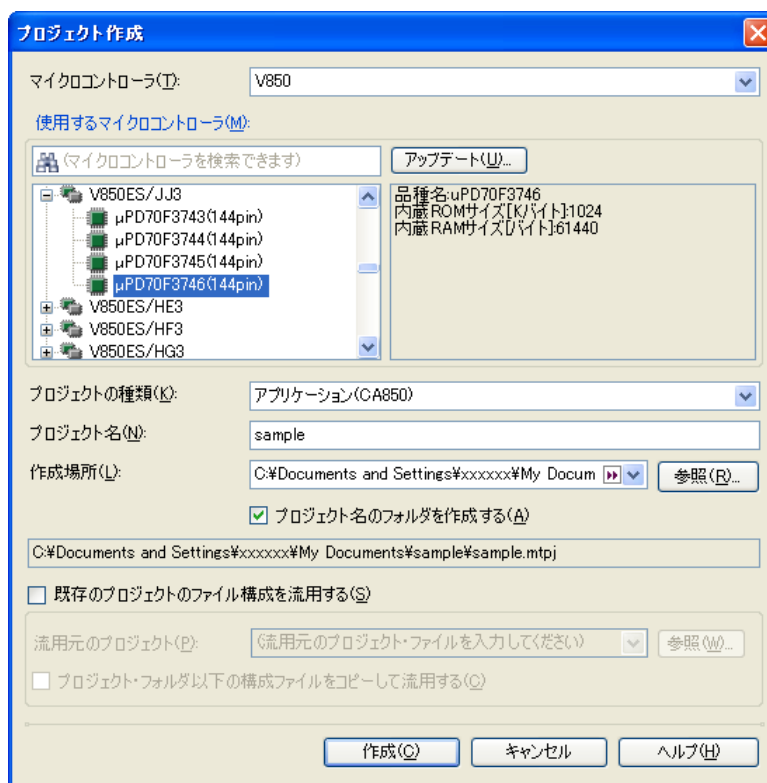 プロジェクト作成
マイクロコントローラ(T): V850
使用するマイクロコントローラ(M):
(マイクロコントローラを検索できます) アップデート(U)...
V850ES/JJ3
μPD70F3743(144pin)
μPD70F3744(144pin)
μPD70F3745(144pin)
μPD70F3746(144pin)
V850ES/HE3
V850ES/HF3
V850ES/HG3
品種名:uPD70F3746
内蔵ROMサイズ[Kバイト]:1024
内蔵RAMサイズ[バイト]:61440
プロジェクトの種類(K): アプリケーション(CA850)
プロジェクト名(N): sample
作成場所(L): C:¥Documents and Settings¥xxxxxx¥My Docum 参照(R)...
プロジェクト名のフォルダを作成する(A)
C:¥Documents and Settings¥xxxxxx¥My Documents¥sample¥sample.mtpj
既存のプロジェクトのファイル構成を流用する(S)
流用元のプロジェクト(P): (流用元のプロジェクト・ファイルを入力してください) 参照(W)...
プロジェクト・フォルダ以下の構成ファイルをコピーして流用する(C)
作成(C) キャンセル ヘルプ(H)